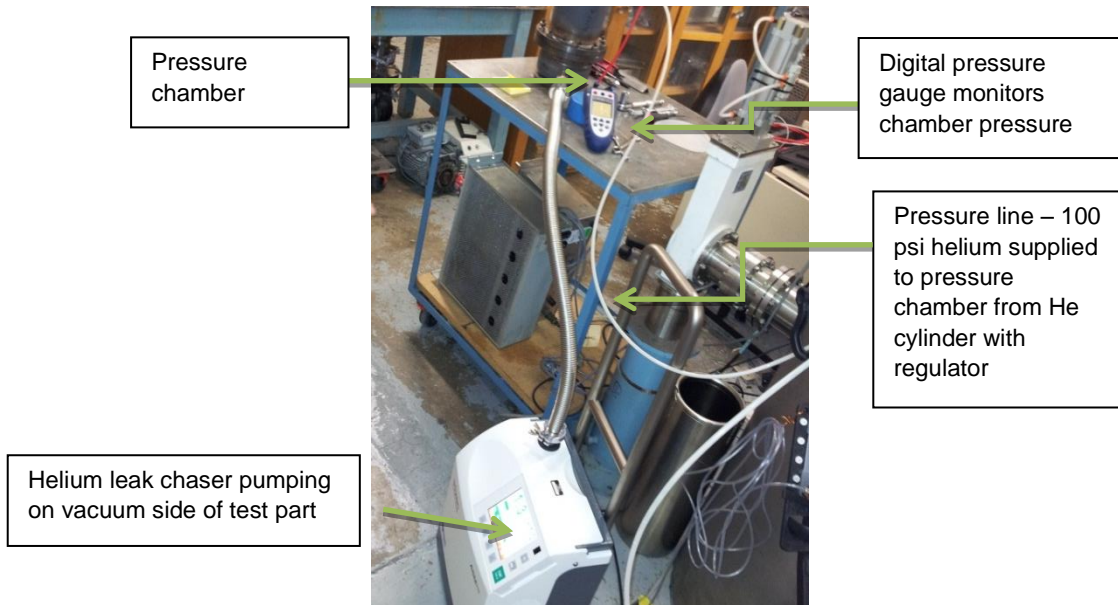 Pressure
chamber
Digital pressure
gauge monitors
chamber pressure
Pressure line – 100
psi helium supplied
to pressure
chamber from He
cylinder with
regulator
Helium leak chaser pumping
on vacuum side of test part